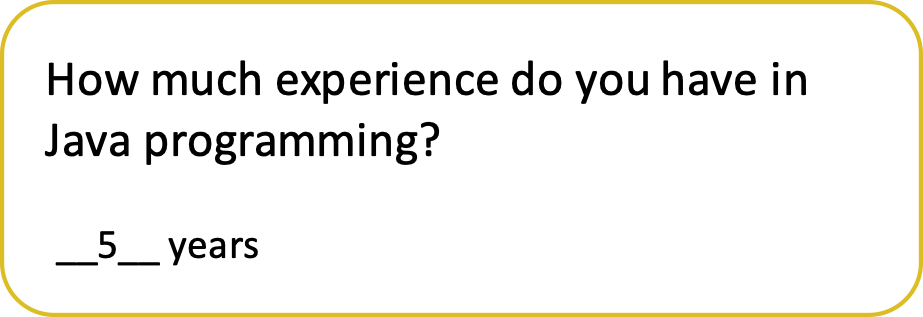 How much experience do you have in
Java programming?
__5__ years